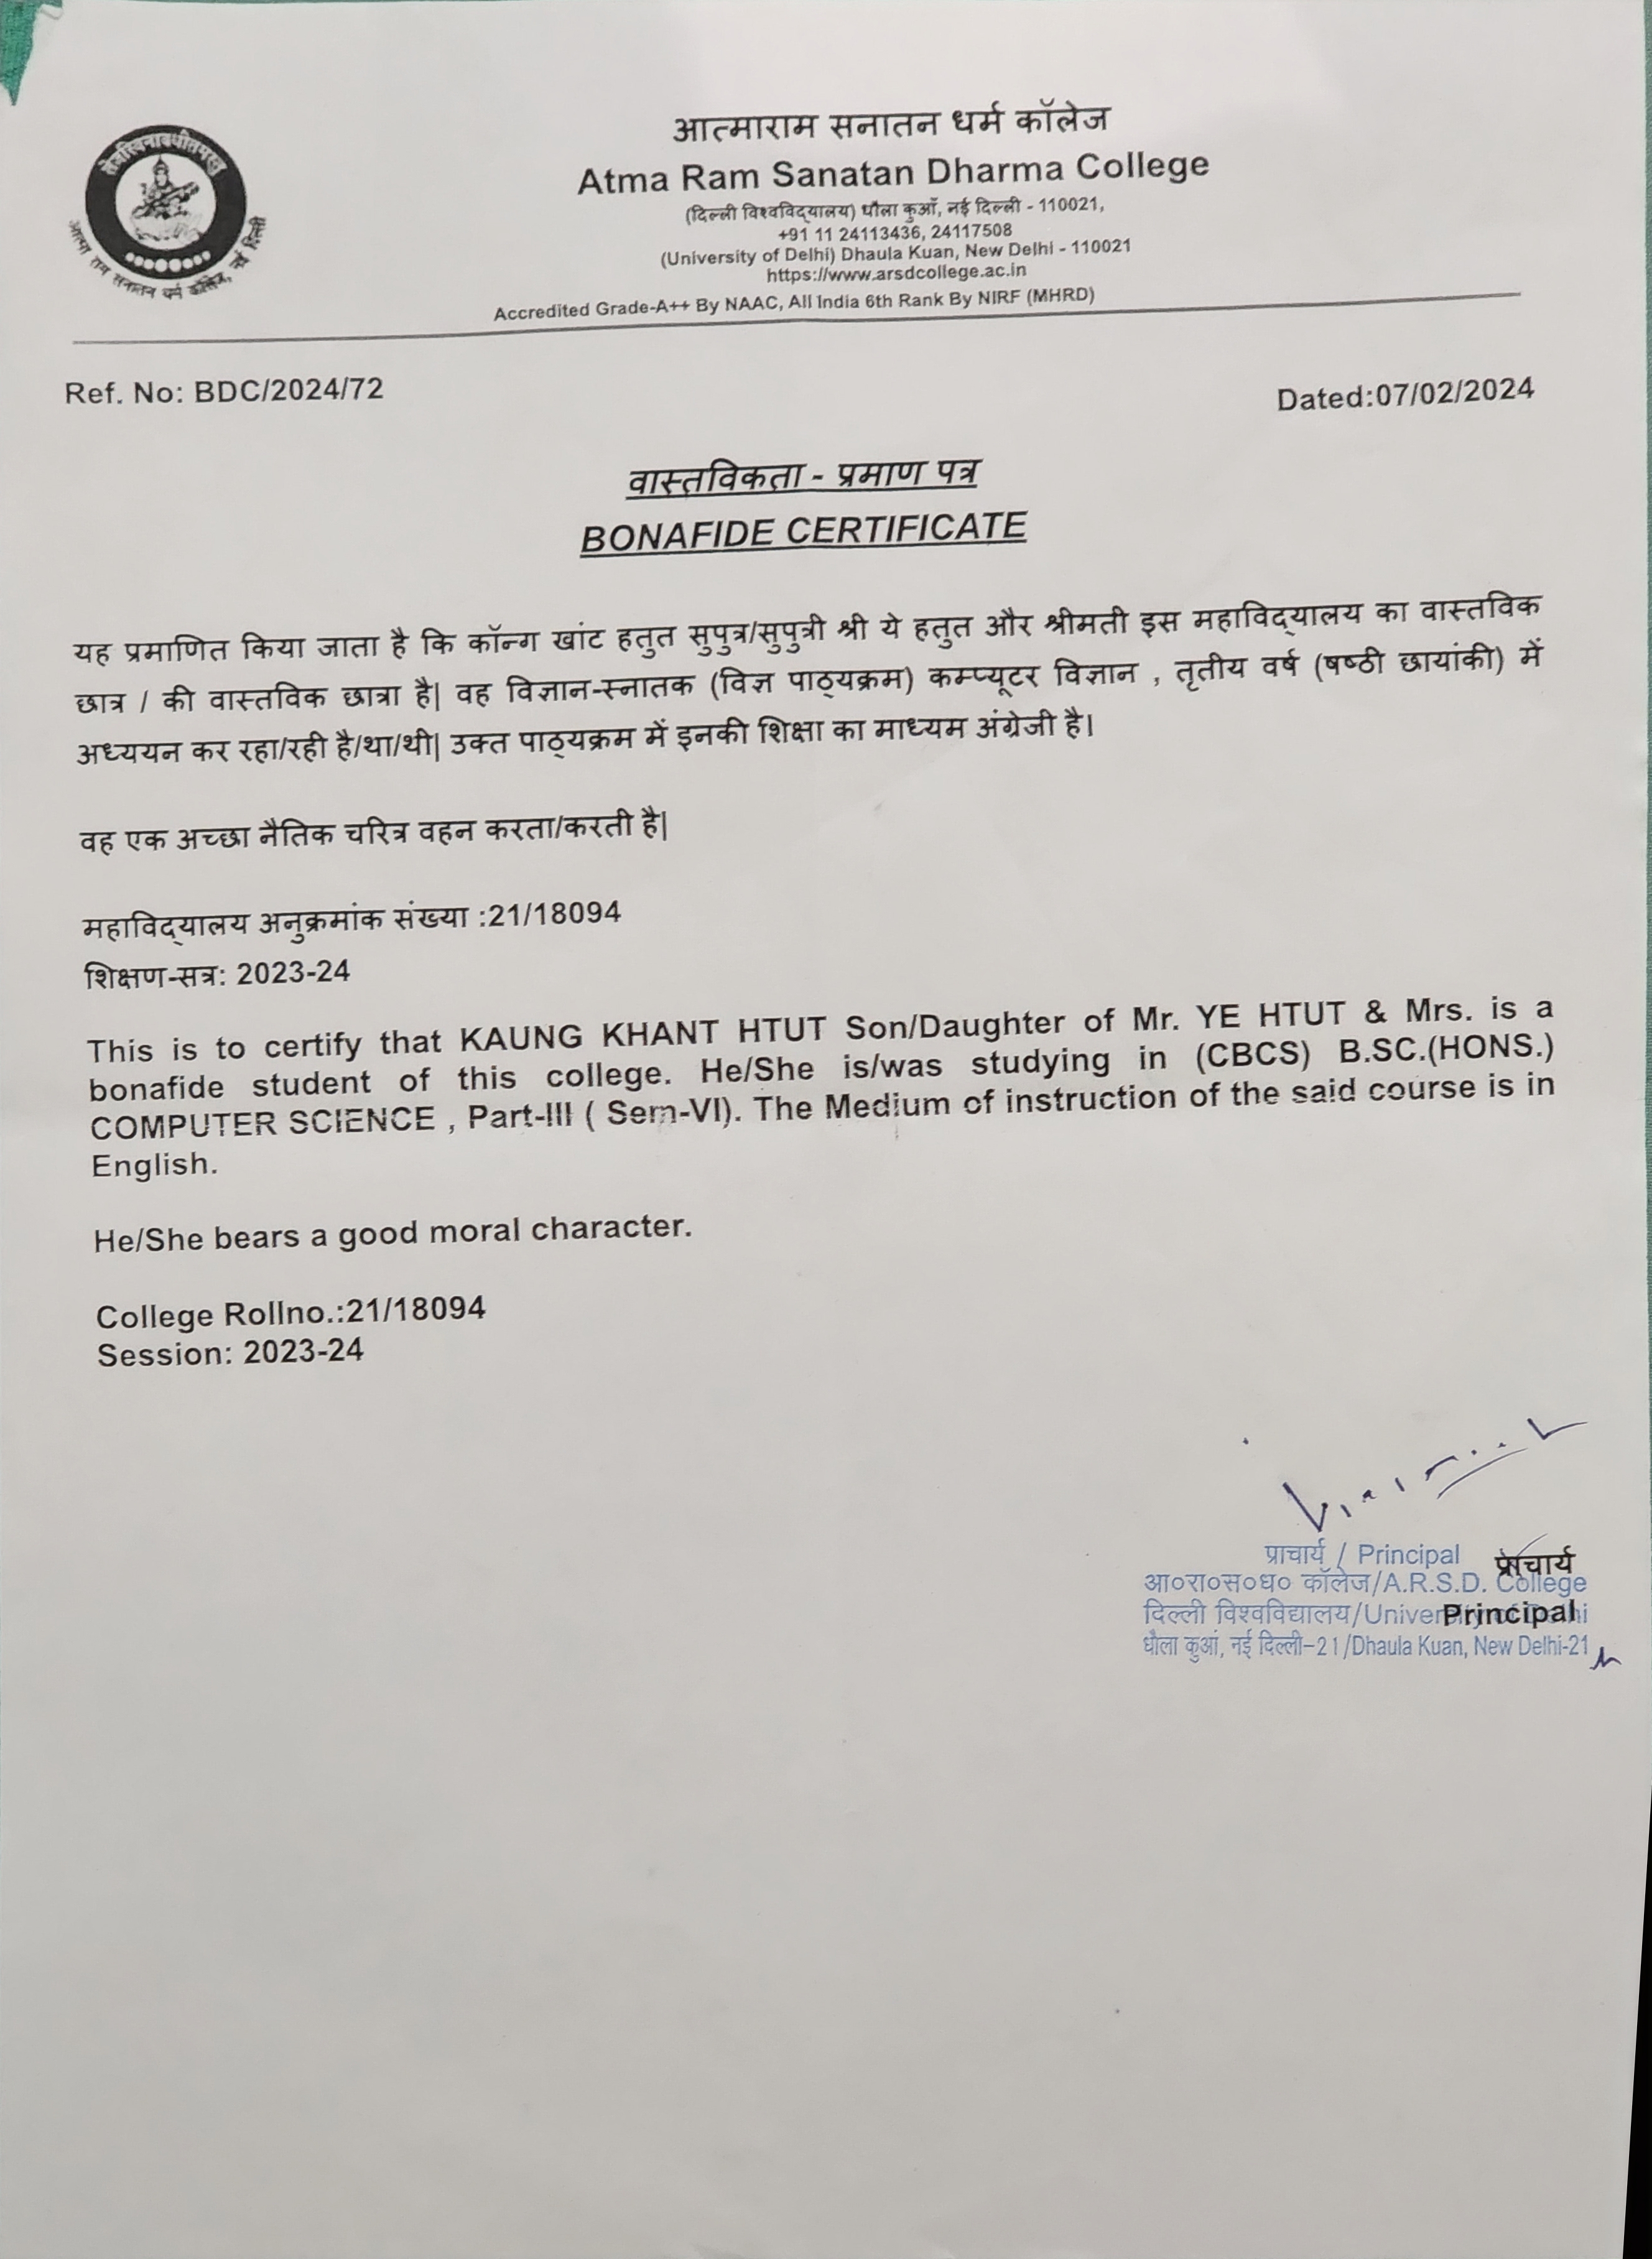 तेजस्विनावधीतमस्तु
आत्मा राम सनातन धर्म कॉलेज, नई दिल्ली
आत्माराम सनातन धर्म कॉलेज
Atma Ram Sanatan Dharma College
(दिल्ली विश्वविद्यालय) धौला कुआँ, नई दिल्ली - 110021,
+91 11 24113436, 24117508
(University of Delhi) Dhaula Kuan, New Delhi - 110021
https://www.arsdcollege.ac.in
Accredited Grade-A++ By NAAC, All India 6th Rank By NIRF (MHRD)
Ref. No: BDC/2024/72
Dated:07/02/2024
वास्तविकता - प्रमाण पत्र
BONAFIDE CERTIFICATE
यह प्रमाणित किया जाता है कि कॉन्ग खांट हतुत सुपुत्र/सुपुत्री श्री ये हतुत और श्रीमती इस महाविद्यालय का वास्तविक
छात्र / की वास्तविक छात्रा है| वह विज्ञान-स्नातक (विज्ञ पाठ्यक्रम) कम्प्यूटर विज्ञान , तृतीय वर्ष (षष्ठी छायांकी) में
अध्ययन कर रहा/रही है/था/थी| उक्त पाठ्यक्रम में इनकी शिक्षा का माध्यम अंग्रेजी है।
वह एक अच्छा नैतिक चरित्र वहन करता/करती है|
महाविद्यालय अनुक्रमांक संख्या :21/18094
शिक्षण-सत्र: 2023-24
This is to certify that KAUNG KHANT HTUT Son/Daughter of Mr. YE HTUT & Mrs. is a
bonafide student of this college. He/She is/was studying in (CBCS) B.SC.(HONS.)
COMPUTER SCIENCE , Part-III ( Sem-VI). The Medium of instruction of the said course is in
English.
He/She bears a good moral character.
College Rollno.:21/18094
Session: 2023-24
प्राचार्य / Principal
प्राचार्य
आ०रा०स०ध० कॉलेज/A.R.S.D. College
दिल्ली विश्वविद्यालय/University of Delhi
Principal
धौला कुआं, नई दिल्ली-21/Dhaula Kuan, New Delhi-21